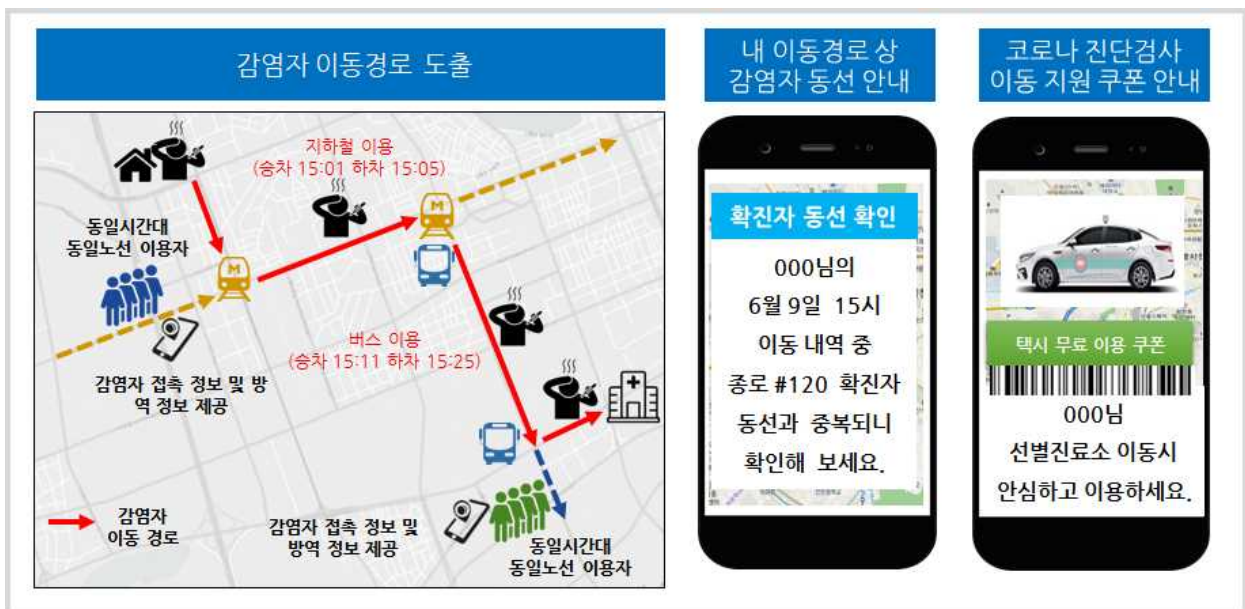 감염자 이동경로 도출
지하철 이용
(승차 15:01 하차 15:05)
동일시간대
동일노선 이용자
M
M
버스 이용
(승차 15:11 하차 15:25)
감염자 접촉 정보 및 방
역 정보 제공
감염자
이동 경로
감염자 접촉 정보 및
방역 정보 제공
동일시간대
동일노선 이용자
내 이동경로 상
감염자 동선 안내
확진자 동선 확인
000님의
6월 9일 15시
이동 내역 중
종로 #120 확진자
동선과 중복되니
확인해 보세요.
코로나 진단검사
이동 지원 쿠폰 안내
택시 무료 이용 쿠폰
000님
선별진료소 이동시
안심하고 이용하세요.